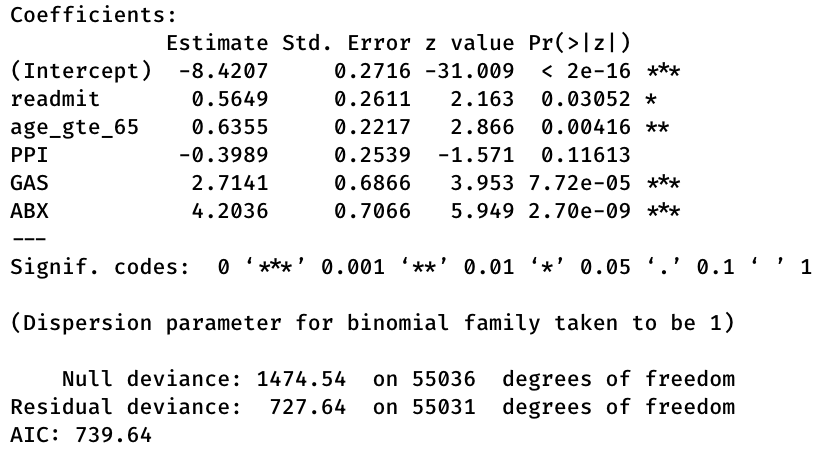 Coefficients:
            Estimate Std. Error z value Pr(>|z|)
(Intercept)  -8.4207     0.2716 -31.009  < 2e-16 ***
readmit       0.5649     0.2611   2.163  0.03052 *
age_gte_65    0.6355     0.2217   2.866  0.00416 **
PPI          -0.3989     0.2539  -1.571  0.11613
GAS           2.7141     0.6866   3.953 7.72e-05 ***
ABX           4.2036     0.7066   5.949 2.70e-09 ***
---
Signif. codes:  0 ‘***’ 0.001 ‘**’ 0.01 ‘*’ 0.05 ‘.’ 0.1 ‘ ’ 1
(Dispersion parameter for binomial family taken to be 1)
    Null deviance: 1474.54  on 55036  degrees of freedom
Residual deviance:  727.64  on 55031  degrees of freedom
AIC: 739.64